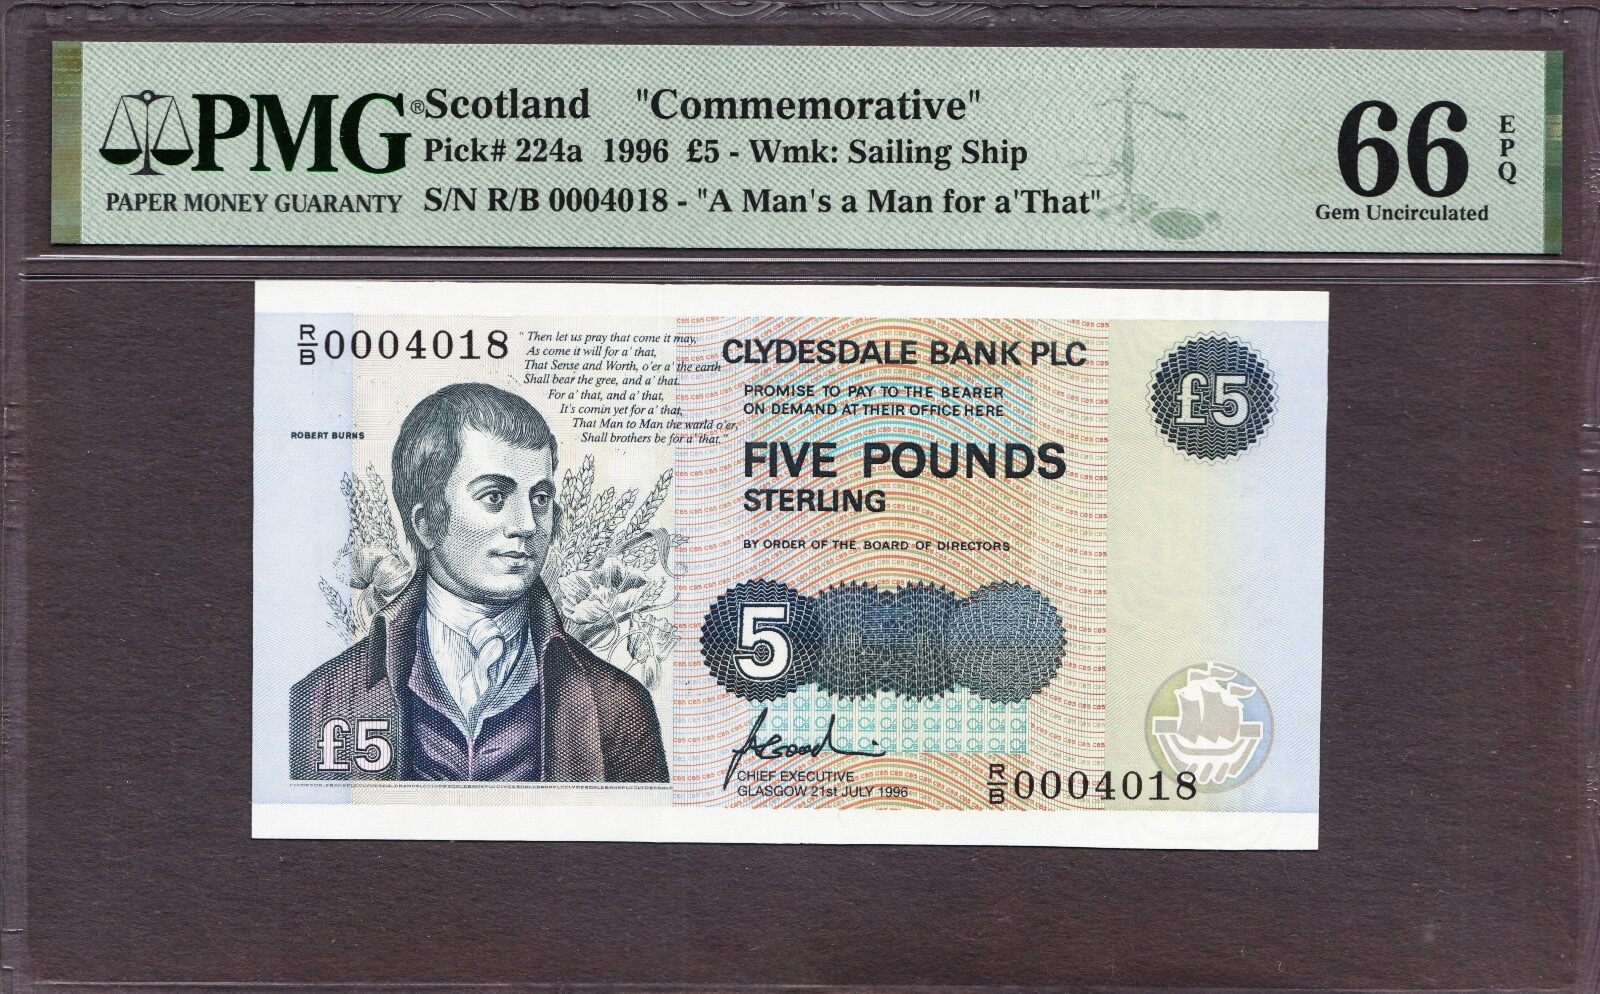 PMG®
PAPER MONEY GUARANTY
Scotland "Commemorative"
Pick# 224a 1996 £5 - Wmk: Sailing Ship
S/N R/B 0004018 - "A Man's a Man for a'That"
66
EPQ
Gem Uncirculated
R/B 0004018
" Then let us pray that come it may,
As come it will for a' that,
That Sense and Worth, o'er a' the earth
Shall bear the gree, and a' that.
For a' that, and a' that,
It's comin yet for a' that,
That Man to Man the warld o'er,
Shall brothers be for a' that."
ROBERT BURNS
£5
CLYDESDALE BANK PLC
PROMISE TO PAY TO THE BEARER
ON DEMAND AT THEIR OFFICE HERE
FIVE POUNDS
STERLING
BY ORDER OF THE BOARD OF DIRECTORS
5
CHIEF EXECUTIVE
GLASGOW 21st JULY 1996
£5
R/B 0004018